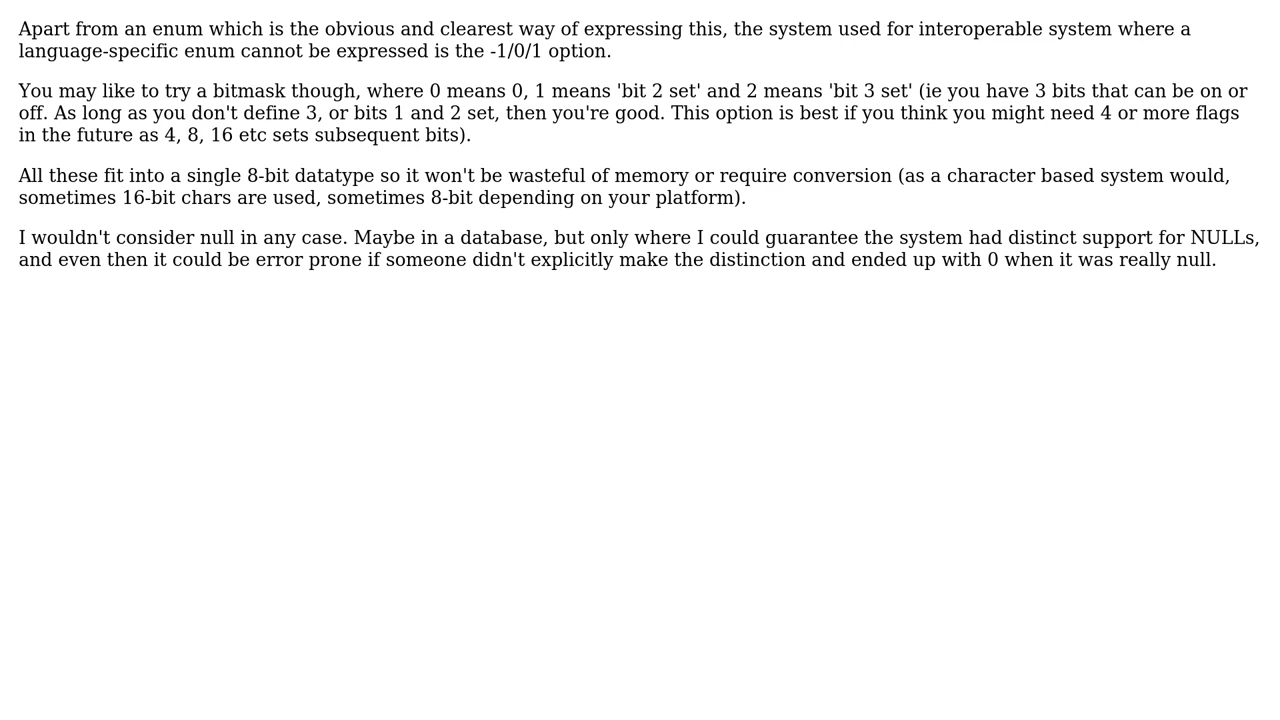 Apart from an enum which is the obvious and clearest way of expressing this, the system used for interoperable system where a
language-specific enum cannot be expressed is the -1/0/1 option.
You may like to try a bitmask though, where 0 means 0, 1 means 'bit 2 set' and 2 means 'bit 3 set' (ie you have 3 bits that can be on or
off. As long as you don't define 3, or bits 1 and 2 set, then you're good. This option is best if you think you might need 4 or more flags
in the future as 4, 8, 16 etc sets subsequent bits).
All these fit into a single 8-bit datatype so it won't be wasteful of memory or require conversion (as a character based system would,
sometimes 16-bit chars are used, sometimes 8-bit depending on your platform).
I wouldn't consider null in any case. Maybe in a database, but only where I could guarantee the system had distinct support for NULLs,
and even then it could be error prone if someone didn't explicitly make the distinction and ended up with 0 when it was really null.